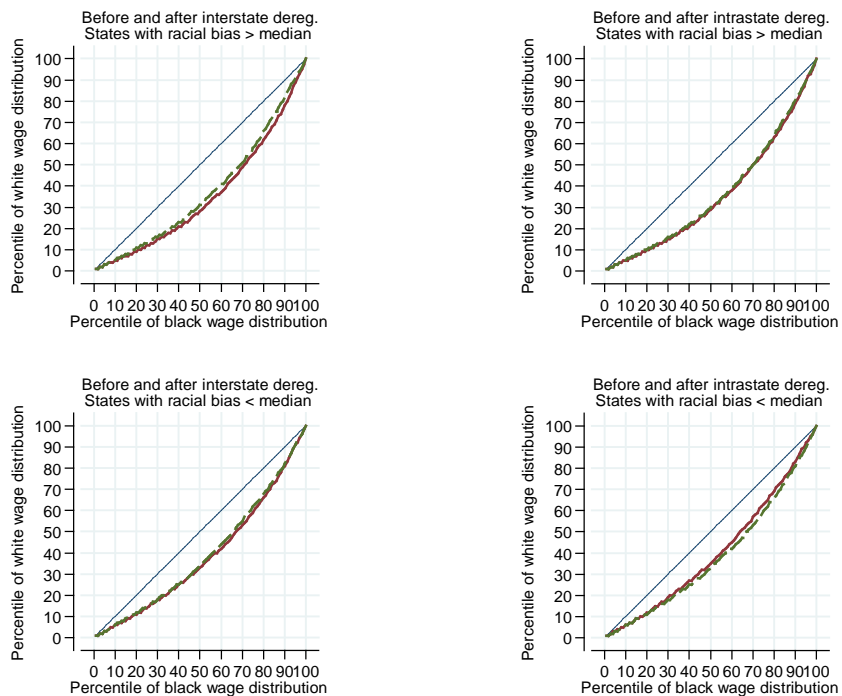 Before and after interstate dereg.
States with racial bias > median
Percentile of white wage distribution
100
90
80
70
60
50
40
30
20
10
0
0 10 20 30 40 50 60 70 80 90 100
Percentile of black wage distribution
Before and after intrastate dereg.
States with racial bias > median
Percentile of white wage distribution
100
90
80
70
60
50
40
30
20
10
0
0 10 20 30 40 50 60 70 80 90 100
Percentile of black wage distribution
Before and after interstate dereg.
States with racial bias < median
Percentile of white wage distribution
100
90
80
70
60
50
40
30
20
10
0
0 10 20 30 40 50 60 70 80 90 100
Percentile of black wage distribution
Before and after intrastate dereg.
States with racial bias < median
Percentile of white wage distribution
100
90
80
70
60
50
40
30
20
10
0
0 10 20 30 40 50 60 70 80 90 100
Percentile of black wage distribution